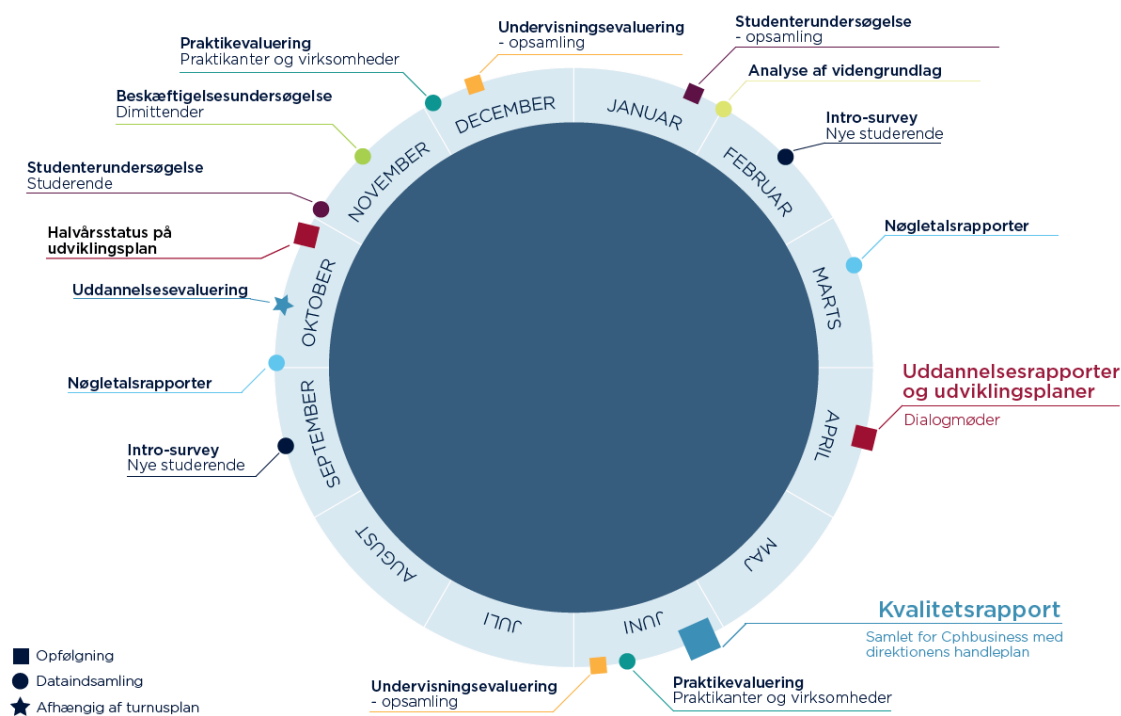 Undervisningsevaluering
- opsamling
Studenterundersøgelse
- opsamling
Praktikevaluering
Praktikanter og virksomheder
Analyse af videngrundlag
Beskæftigelsesundersøgelse
Dimittender
Intro-survey
Nye studerende
Studenterundersøgelse
Studerende
Halvårsstatus på
udviklingsplan
Nøgletalsrapporter
Uddannelsesevaluering
Nøgletalsrapporter
Uddannelsesrapporter
og udviklingsplaner
Dialogmøder
Intro-survey
Nye studerende
Kvalitetsrapport
Samlet for Cphbusiness med
direktionens handleplan
Undervisningsevaluering
- opsamling
Praktikevaluering
Praktikanter og virksomheder
JANUAR
FEBRUAR
MARTS
APRIL
MAJ
JUNI
JULI
AUGUST
SEPTEMBER
OKTOBER
NOVEMBER
DECEMBER
Opfølgning
Dataindsamling
Afhængig af turnusplan